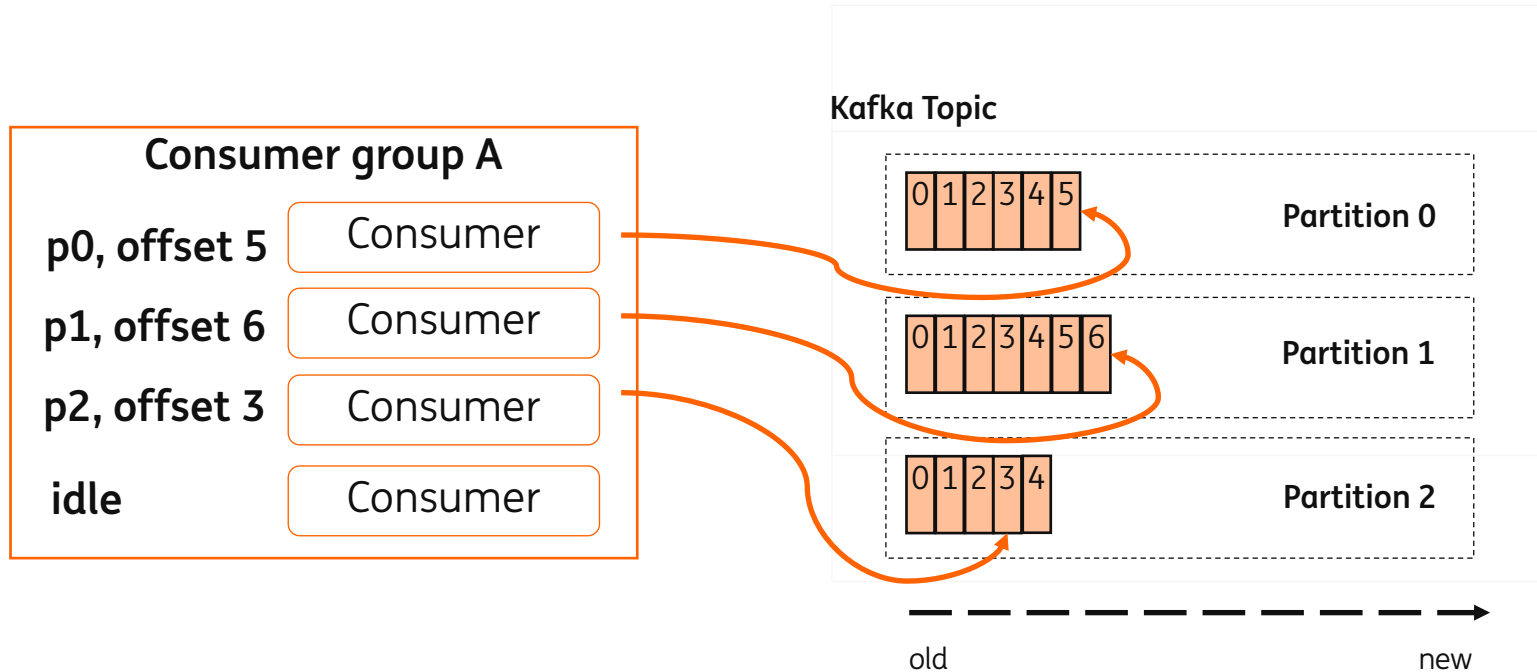 Kafka Topic
Consumer group A
p0, offset 5
Consumer
p1, offset 6
Consumer
p2, offset 3
Consumer
idle
Consumer
0 1 2 3 4 5
Partition 0
0 1 2 3 4 5 6
Partition 1
0 1 2 3 4
Partition 2
old
new